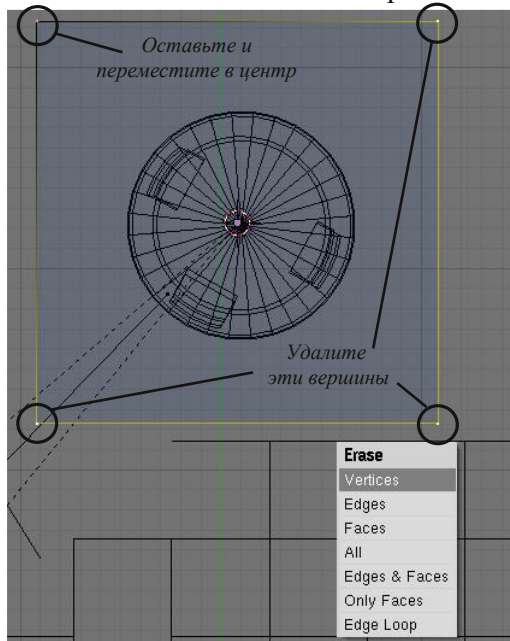 Оставьте и
переместите в центр
Удалите
эти вершины
Erase
Vertices
Edges
Faces
All
Edges & Faces
Only Faces
Edge Loop